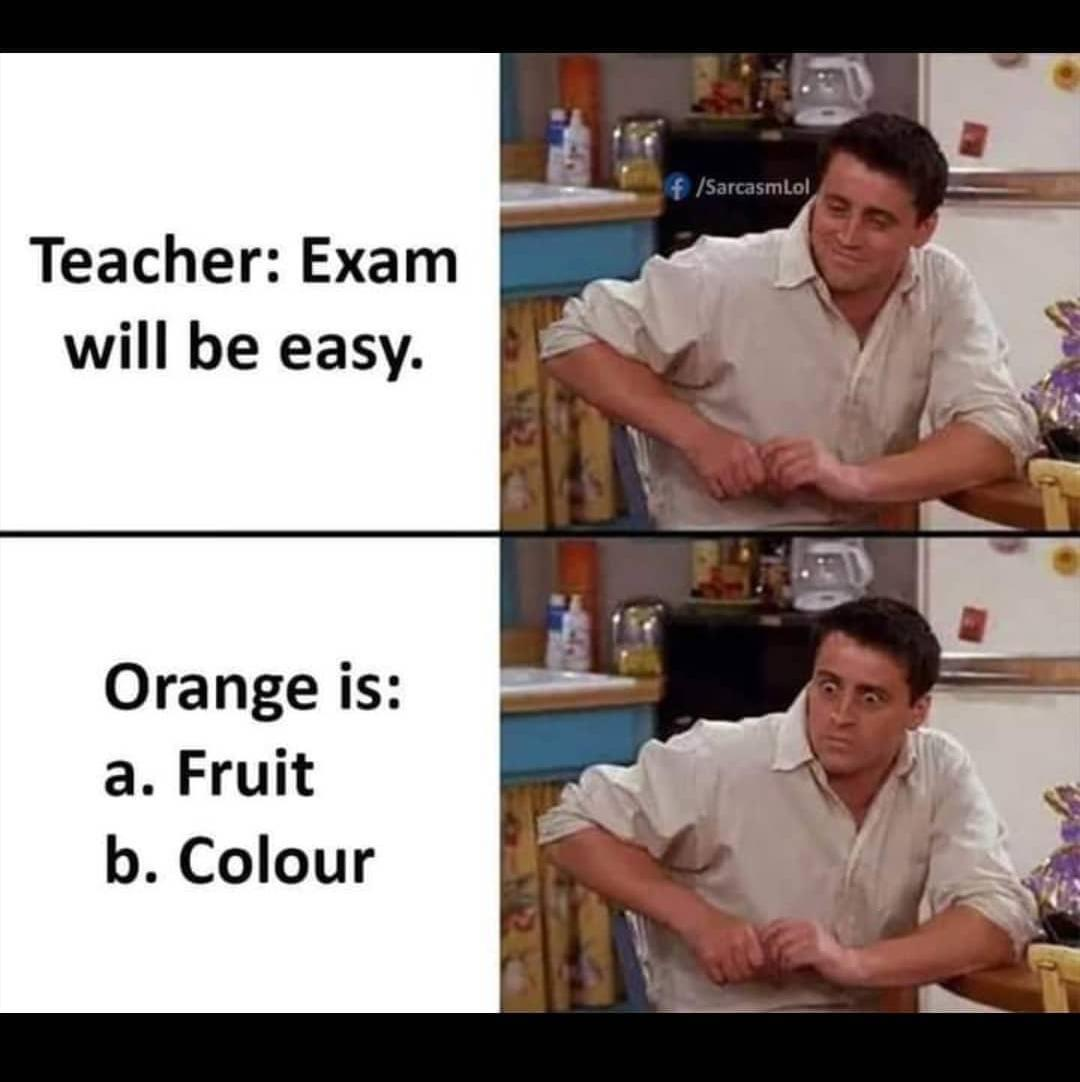 Teacher: Exam
will be easy.
f /SarcasmLol
Orange is:
a. Fruit
b. Colour